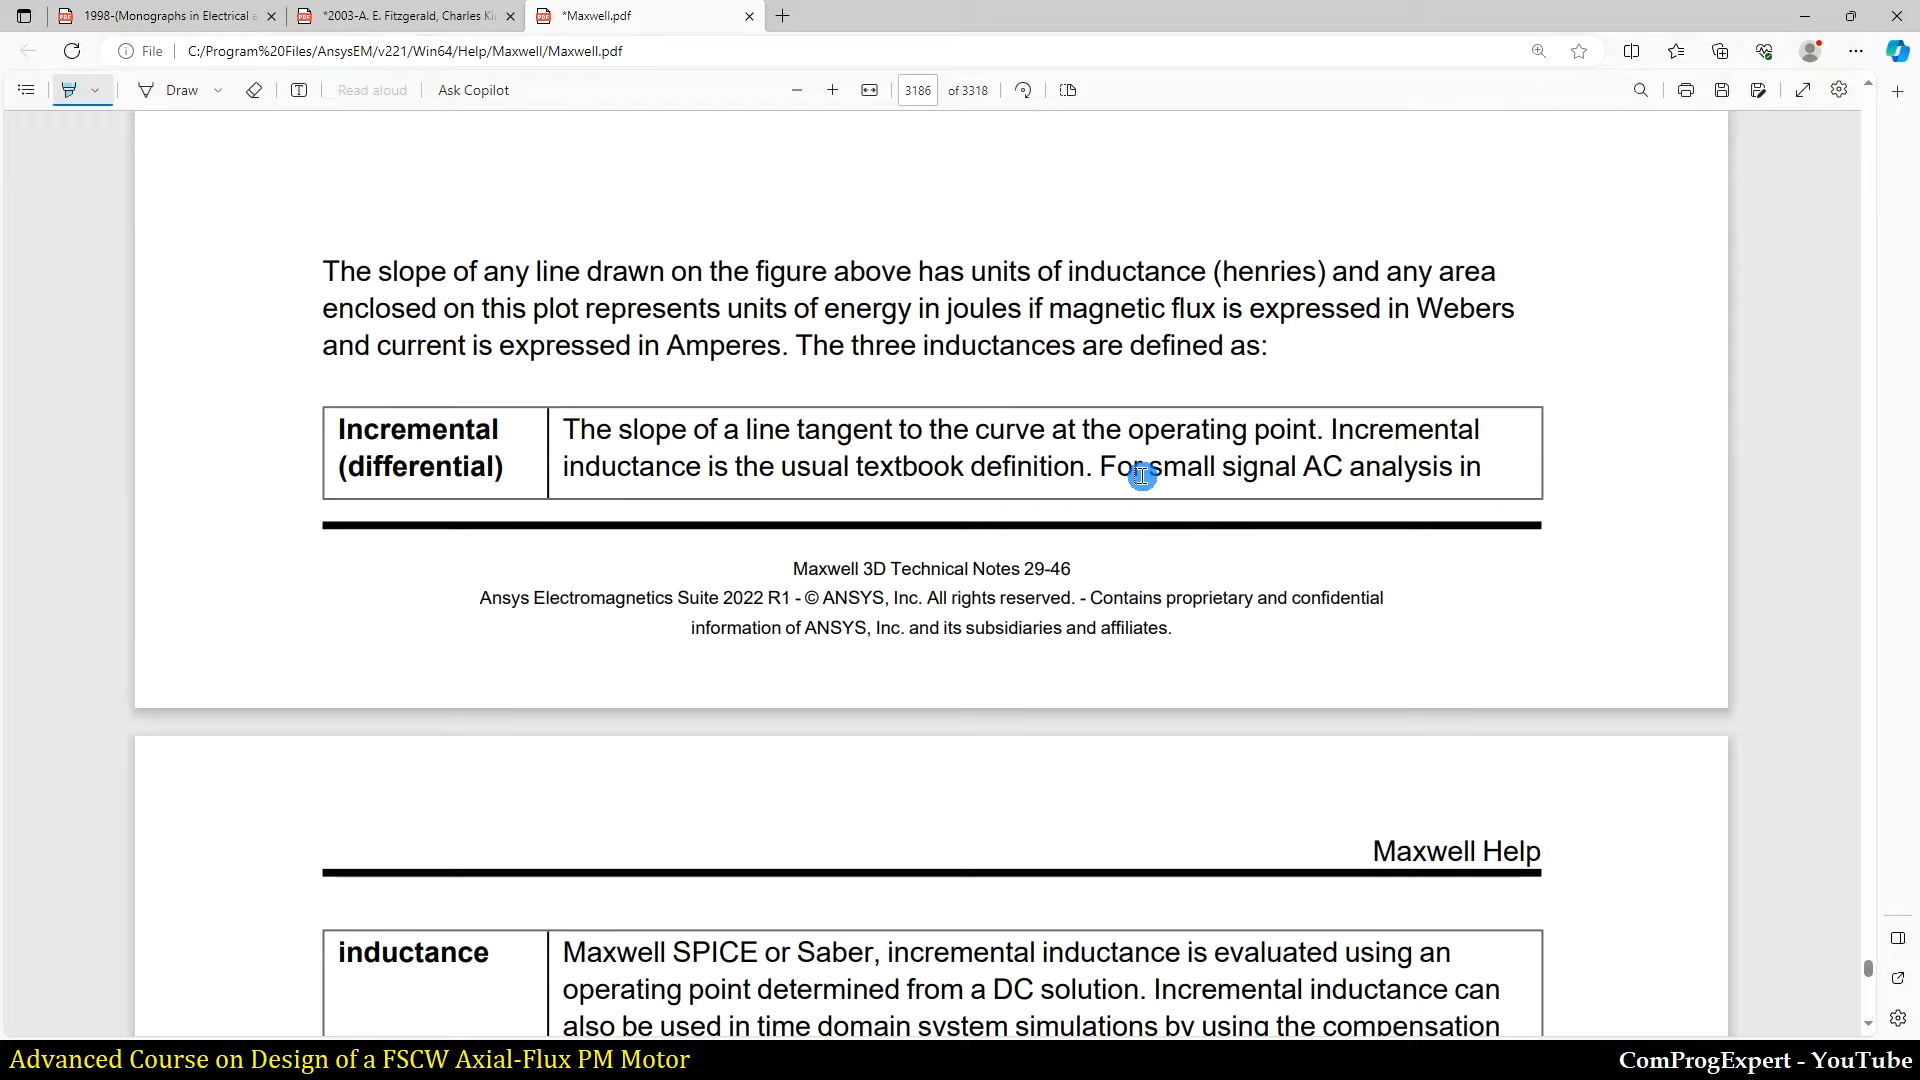 1998-(Monographs in Electrical a
*2003-A. E. Fitzgerald, Charles Ki
*Maxwell.pdf
File
C:/Program%20Files/AnsysEM/v221/Win64/Help/Maxwell/Maxwell.pdf
Draw
Read aloud
Ask Copilot
3186 of 3318
The slope of any line drawn on the figure above has units of inductance (henries) and any area
enclosed on this plot represents units of energy in joules if magnetic flux is expressed in Webers
and current is expressed in Amperes. The three inductances are defined as:
Incremental
(differential)
The slope of a line tangent to the curve at the operating point. Incremental
inductance is the usual textbook definition. For small signal AC analysis in
Maxwell 3D Technical Notes 29-46
Ansys Electromagnetics Suite 2022 R1 - © ANSYS, Inc. All rights reserved. - Contains proprietary and confidential
information of ANSYS, Inc. and its subsidiaries and affiliates.
Maxwell Help
inductance
Maxwell SPICE or Saber, incremental inductance is evaluated using an
operating point determined from a DC solution. Incremental inductance can
also be used in time domain system simulations by using the compensation
Advanced Course on Design of a FSCW Axial-Flux PM Motor
ComProgExpert - YouTube